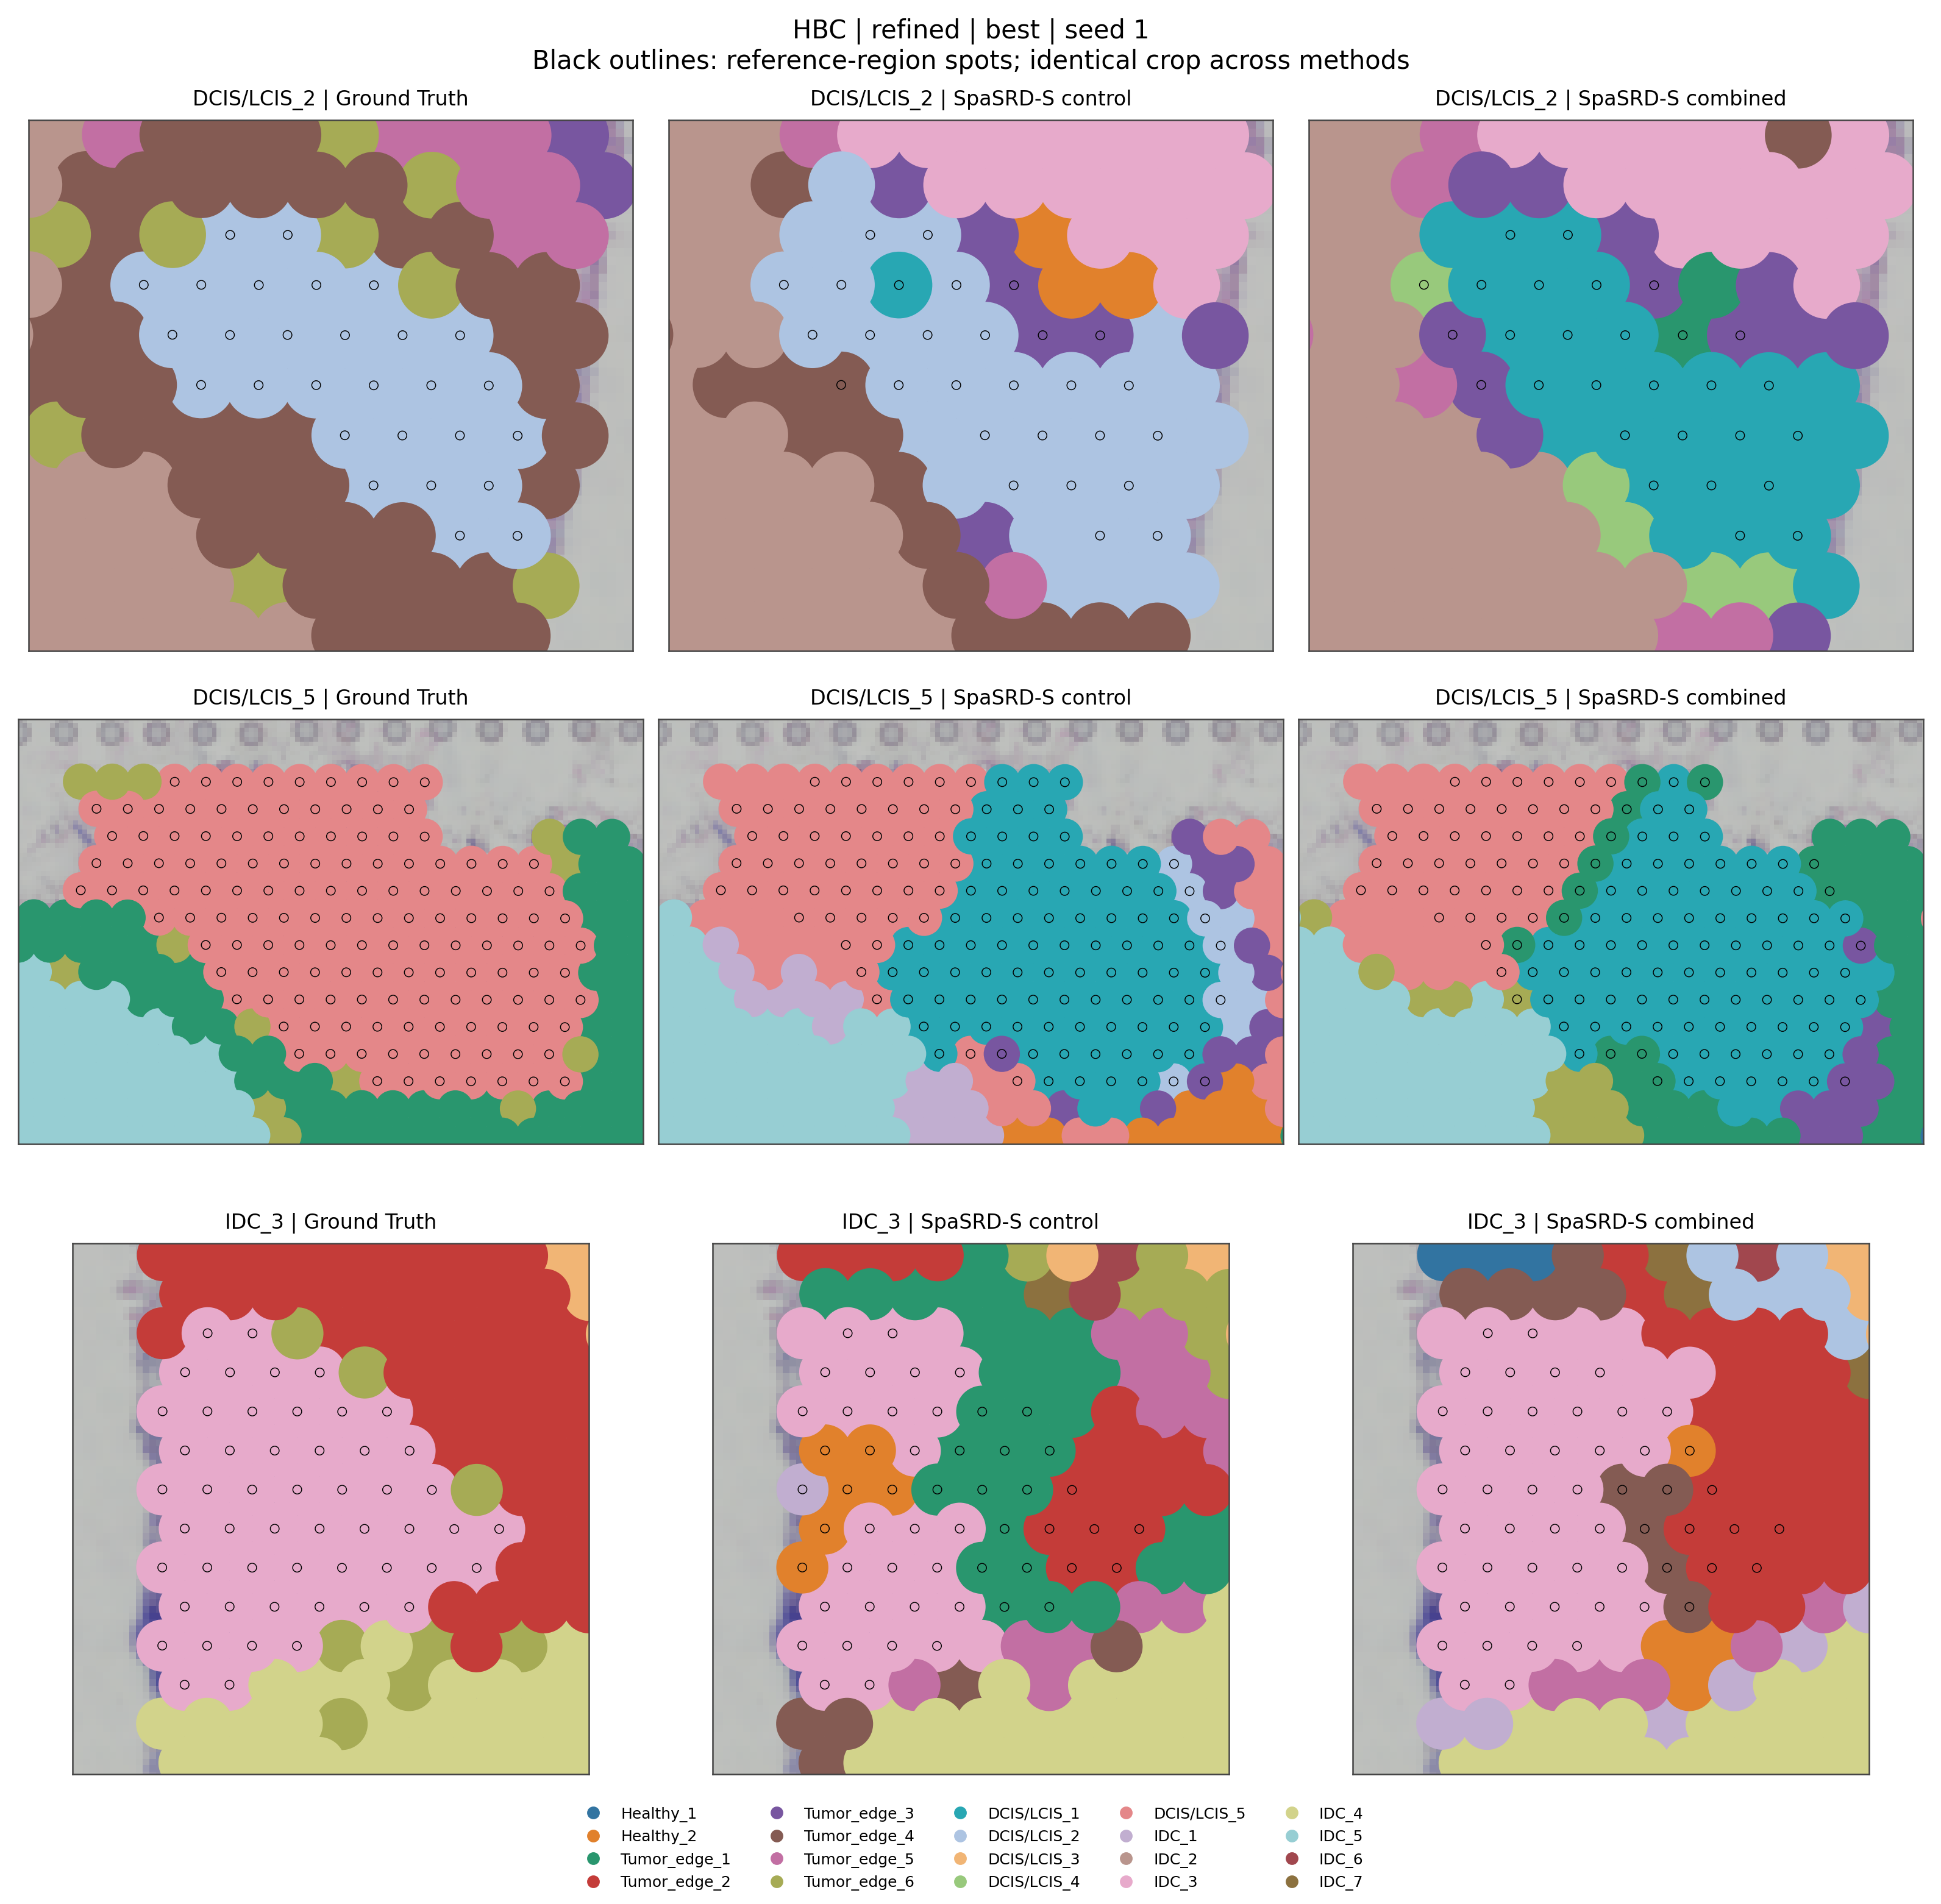 HBC | refined | best | seed 1
Black outlines: reference-region spots; identical crop across methods
DCIS/LCIS_2 | Ground Truth
DCIS/LCIS_2 | SpaSRD-S control
DCIS/LCIS_2 | SpaSRD-S combined
DCIS/LCIS_5 | Ground Truth
DCIS/LCIS_5 | SpaSRD-S control
DCIS/LCIS_5 | SpaSRD-S combined
IDC_3 | Ground Truth
IDC_3 | SpaSRD-S control
IDC_3 | SpaSRD-S combined
Healthy_1
Healthy_2
Tumor_edge_1
Tumor_edge_2
Tumor_edge_3
Tumor_edge_4
Tumor_edge_5
Tumor_edge_6
DCIS/LCIS_1
DCIS/LCIS_2
DCIS/LCIS_3
DCIS/LCIS_4
DCIS/LCIS_5
IDC_1
IDC_2
IDC_3
IDC_4
IDC_5
IDC_6
IDC_7